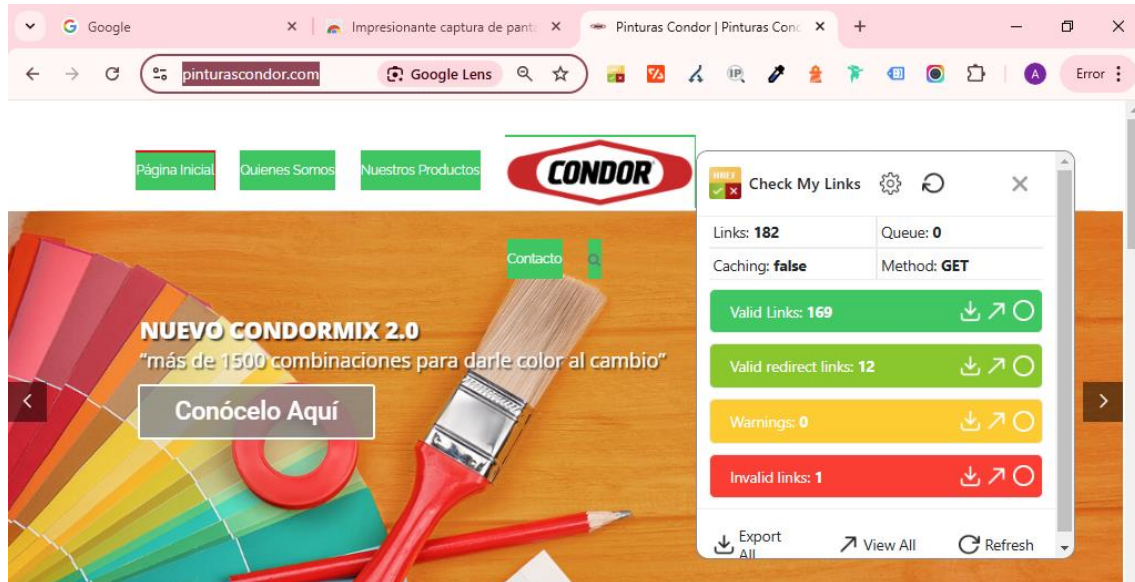 Google
Impresionante captura de panta
Pinturas Condor | Pinturas Conc
pinturascondor.com
Google Lens
IP
A
Error
Página Inicial
Quienes Somos
Nuestros Productos
CONDOR
Contacto
NUEVO CONDORMIX 2.0
“más de 1500 combinaciones para darle color al cambio”
Conócelo Aquí
Check My Links
Links: 182
Queue: 0
Caching: false
Method: GET
Valid Links: 169
Valid redirect links: 12
Warnings: 0
Invalid links: 1
Export All
View All
Refresh